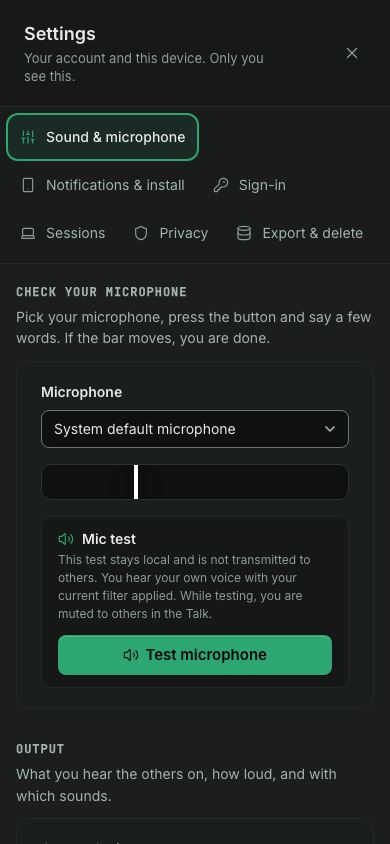 Settings
Your account and this device. Only you
see this.
Sound & microphone
Notifications & install
Sign-in
Sessions
Privacy
Export & delete
CHECK YOUR MICROPHONE
Pick your microphone, press the button and say a few
words. If the bar moves, you are done.
Microphone
System default microphone
Mic test
This test stays local and is not transmitted to
others. You hear your own voice with your
current filter applied. While testing, you are
muted to others in the Talk.
Test microphone
OUTPUT
What you hear the others on, how loud, and with
which sounds.